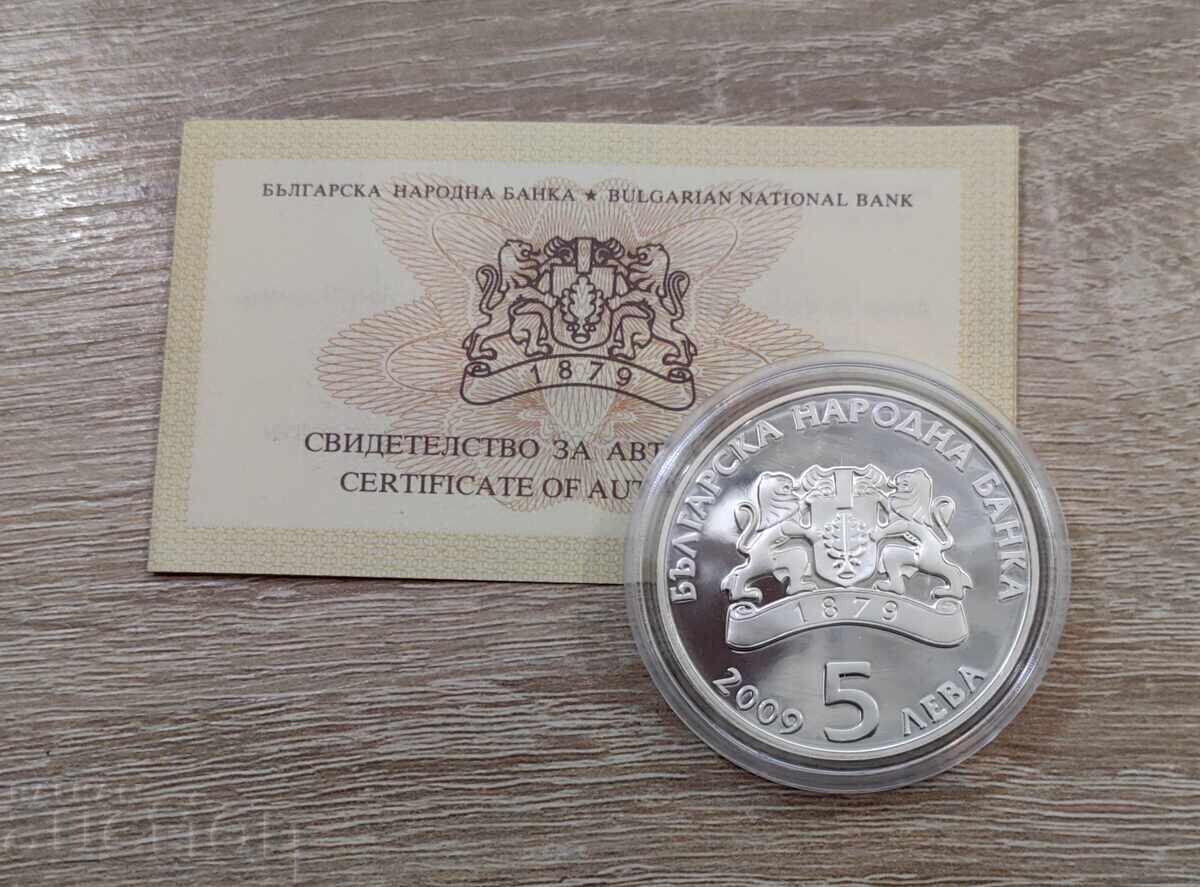 БЪЛГАРСКА НАРОДНА БАНКА ★ BULGARIAN NATIONAL BANK
1879
СВИДЕТЕЛСТВО ЗА АВТ
CERTIFICATE OF AUT
БЪЛГАРСКА НАРОДНА БАНКА
1879
2009 5 ЛЕВА